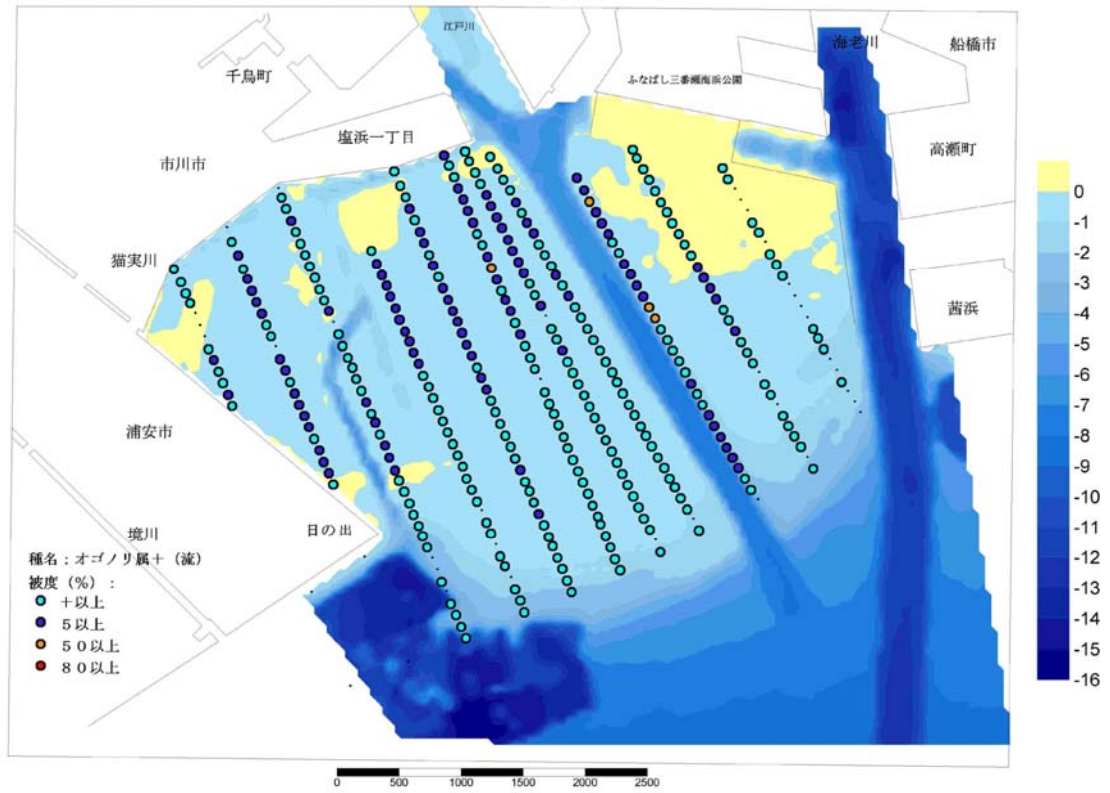 江戸川
海老川
船橋市
千鳥町
ふなばし三番瀬海浜公園
塩浜一丁目
高瀬町
市川市
猫実川
茜浜
浦安市
境川
日の出
種名：オゴノリ属＋（流）
被度（%）：
＋以上
５以上
５０以上
８０以上
0
-1
-2
-3
-4
-5
-6
-7
-8
-9
-10
-11
-12
-13
-14
-15
-16
0 500 1000 1500 2000 2500